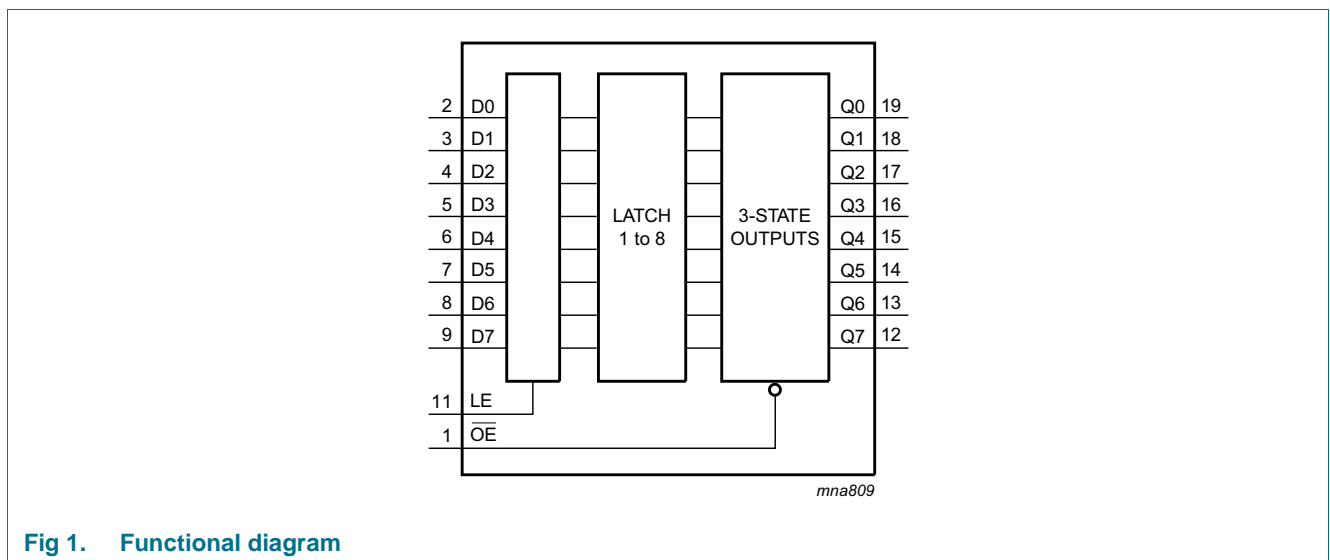 2 D0 Q0 19
3 D1 Q1 18
4 D2 Q2 17
5 D3 LATCH 3-STATE Q3 16
6 D4 1 to 8 OUTPUTS Q4 15
7 D5 Q5 14
8 D6 Q6 13
9 D7 Q7 12
11 LE
1 O̅E̅
mna809
Fig 1. Functional diagram